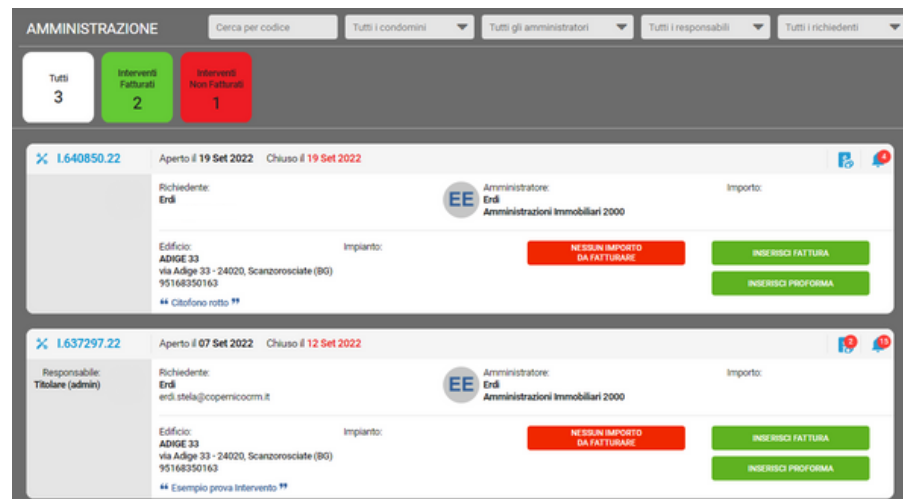 AMMINISTRAZIONE
Cerca per codice
Tutti i condomini
Tutti gli amministratori
Tutti i responsabili
Tutti i richiedenti
Tutti
3
Interventi
Fatturati
2
Interventi
Non Fatturati
1
I.640850.22
Aperto il 19 Set 2022 Chiuso il 19 Set 2022
4
Richiedente:
Erdi
EE
Amministratore:
Erdi
Amministrazioni Immobiliari 2000
Importo:
Edificio:
ADIGE 33
via Adige 33 - 24020, Scanzorosciate (BG)
95168350163
❝ Citofono rotto ❞
Impianto:
NESSUN IMPORTO
DA FATTURARE
INSERISCI FATTURA
INSERISCI PROFORMA
I.637297.22
Aperto il 07 Set 2022 Chiuso il 12 Set 2022
2
15
Responsabile:
Titolare (admin)
Richiedente:
Erdi
erdi.stela@copernicocrm.it
EE
Amministratore:
Erdi
Amministrazioni Immobiliari 2000
Importo:
Edificio:
ADIGE 33
via Adige 33 - 24020, Scanzorosciate (BG)
95168350163
❝ Esempio prova Intervento ❞
Impianto:
NESSUN IMPORTO
DA FATTURARE
INSERISCI FATTURA
INSERISCI PROFORMA